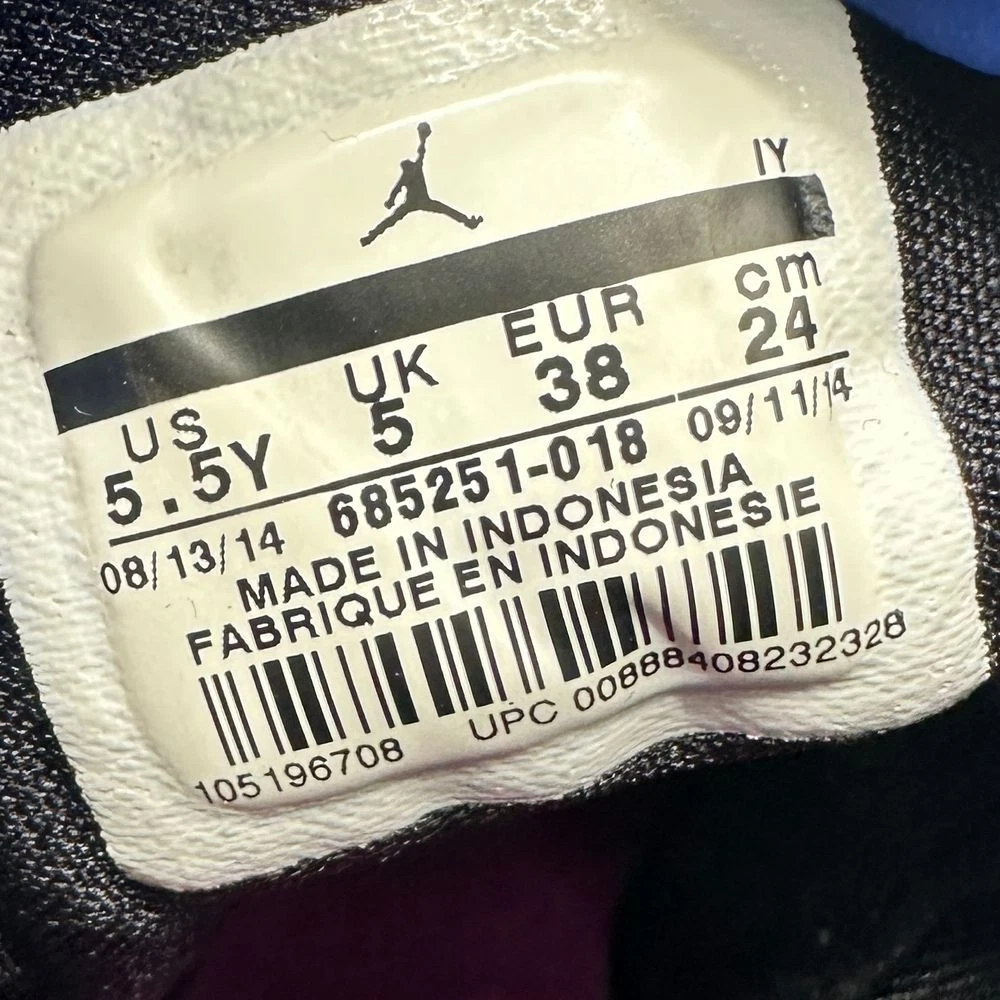 IY
US UK EUR cm
5.5Y 5 38 24
08/13/14 685251-018 09/11/14
MADE IN INDONESIA
FABRIQUE EN INDONESIE
105196708 UPC 00888408232328